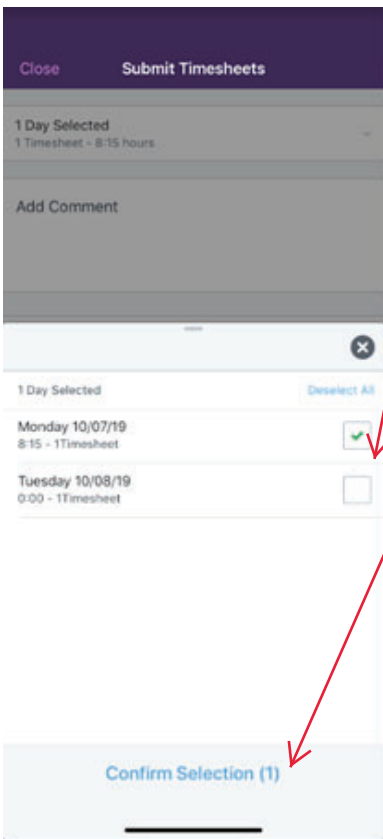 Close Submit Timesheets
1 Day Selected
1 Timesheet - 8:15 hours
Add Comment
1 Day Selected Deselect All
Monday 10/07/19
8:15 - 1Timesheet
Tuesday 10/08/19
0:00 - 1Timesheet
Confirm Selection (1)